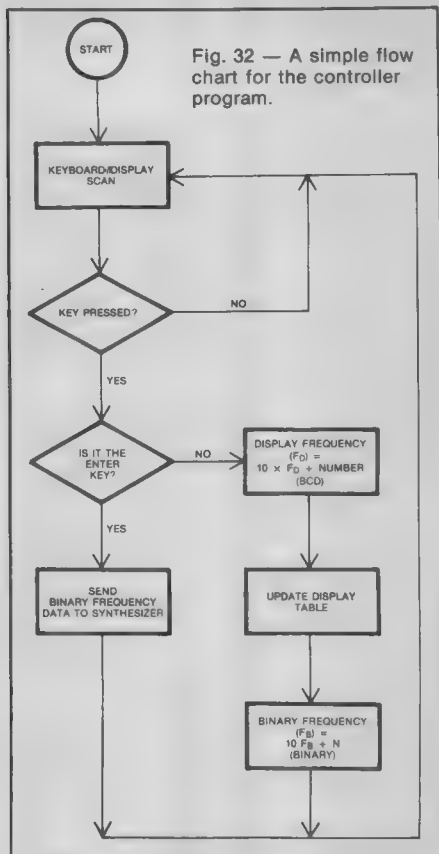 START
Fig. 32 — A simple flow
chart for the controller
program.
KEYBOARD/DISPLAY
SCAN
KEY PRESSED?
NO
YES
IS IT THE
ENTER
KEY?
NO
YES
DISPLAY FREQUENCY
(FD) =
10 × FD + NUMBER
(BCD)
SEND
BINARY FREQUENCY
DATA TO SYNTHESIZER
UPDATE DISPLAY
TABLE
BINARY FREQUENCY
(FB) =
10 FB + N
(BINARY)